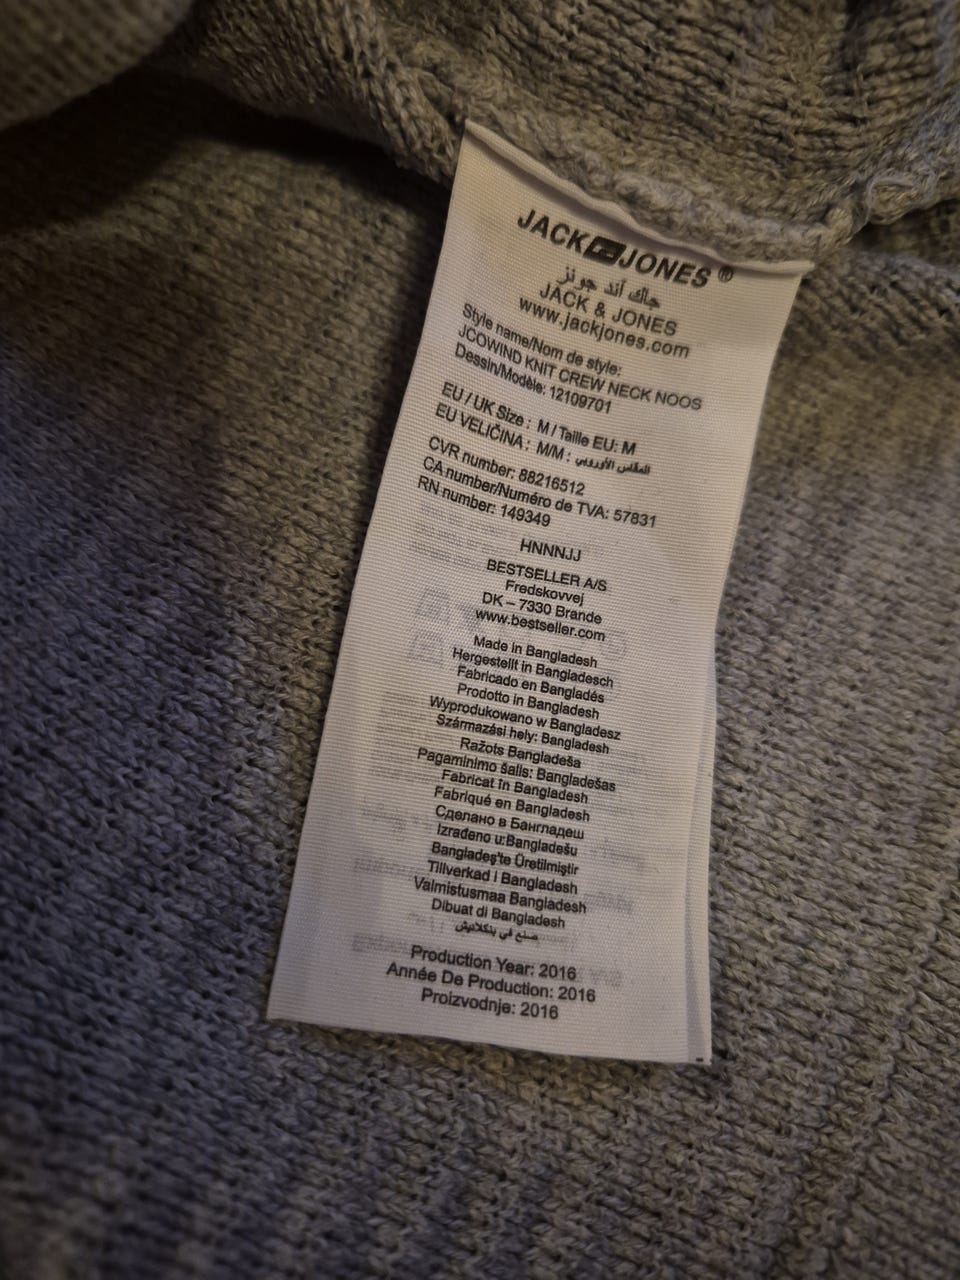 JACK JONES®
جاك أند جونز
JACK & JONES
www.jackjones.com
Style name/Nom de style:
JCOWIND KNIT CREW NECK NOOS
Dessin/Modèle: 12109701
EU / UK Size : M / Taille EU: M
EU VELIČINA : M/M : المقاس الأوروبي
CVR number: 88216512
CA number/Numéro de TVA: 57831
RN number: 149349
HNNNJJ
BESTSELLER A/S
Fredskovvej
DK – 7330 Brande
www.bestseller.com
Made in Bangladesh
Hergestellt in Bangladesch
Fabricado en Bangladés
Prodotto in Bangladesh
Wyprodukowano w Bangladesz
Származási hely: Bangladesh
Ražots Bangladeša
Pagaminimo šalis: Bangladešas
Fabricat în Bangladesh
Fabriqué en Bangladesh
Сделано в Бангладеш
Izrađeno u:Bangladešu
Bangladeş'te Üretilmiştir
Tillverkad i Bangladesh
Valmistusmaa Bangladesh
Dibuat di Bangladesh
صنع في بنكلاديش
Production Year: 2016
Année De Production: 2016
Proizvodnje: 2016